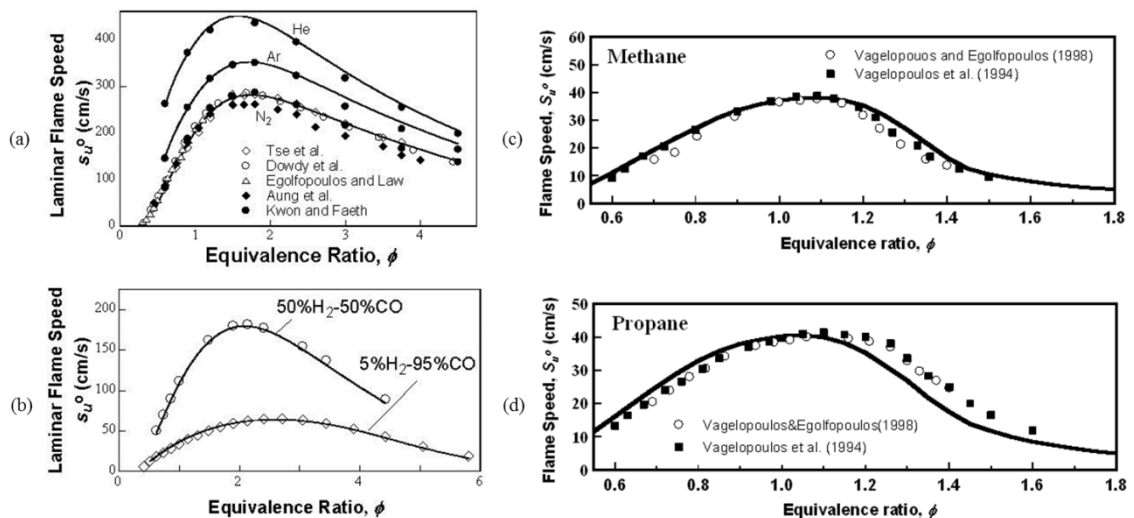 (a)
Laminar Flame Speed
s_u^o (cm/s)
400
300
200
100
0
He
Ar
N2
Tse et al.
Dowdy et al.
Egolfopoulos and Law
Aung et al.
Kwon and Faeth
0 1 2 3 4
Equivalence Ratio, ϕ
(b)
Laminar Flame Speed
s_u^o (cm/s)
200
150
100
50
0
50%H2-50%CO
5%H2-95%CO
0 2 4 6
Equivalence Ratio, ϕ
(c)
Flame Speed, S_u^o (cm/s)
60
50
40
30
20
10
0
Methane
Vagelopouos and Egolfopoulos (1998)
Vagelopoulos et al. (1994)
0.6 0.8 1.0 1.2 1.4 1.6 1.8
Equivalence ratio, ϕ
(d)
Flame Speed, S_u^o (cm/s)
50
40
30
20
10
0
Propane
Vagelopoulos&Egolfopoulos(1998)
Vagelopoulos et al. (1994)
0.6 0.8 1.0 1.2 1.4 1.6 1.8
Equivalence ratio, ϕ